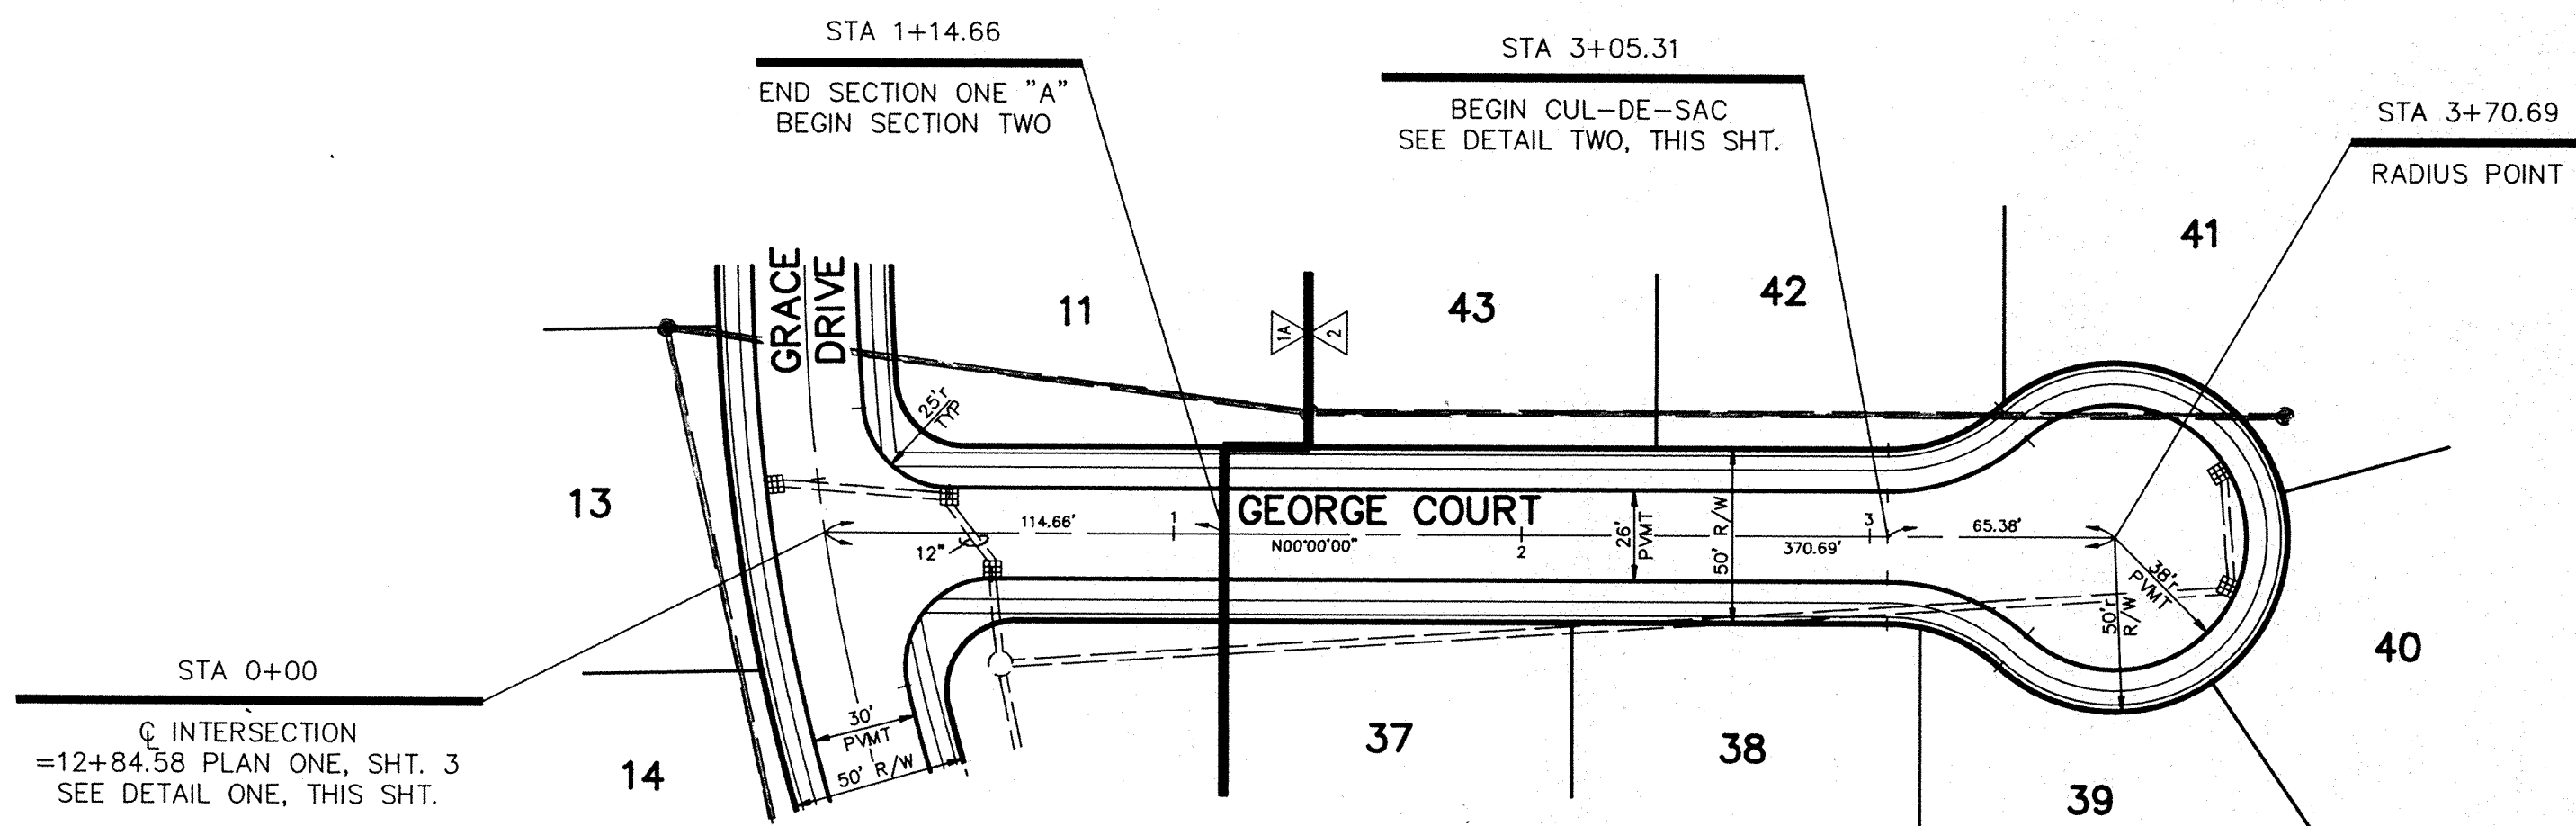 STA 1+14.66
END SECTION ONE "A"
BEGIN SECTION TWO
STA 3+05.31
BEGIN CUL-DE-SAC
SEE DETAIL TWO, THIS SHT.
STA 3+70.69
RADIUS POINT
41
42
43
11
GRACE
DRIVE
1A
2
25'r
TYP
13
GEORGE COURT
114.66'
1
N00°00'00"
2
26'
PVMT
50' R/W
370.69'
3
65.38'
12"
38'r
PVMT
50'r
R/W
40
STA 0+00
℄ INTERSECTION
=12+84.58 PLAN ONE, SHT. 3
SEE DETAIL ONE, THIS SHT.
14
30'
PVMT
50' R/W
37
38
39